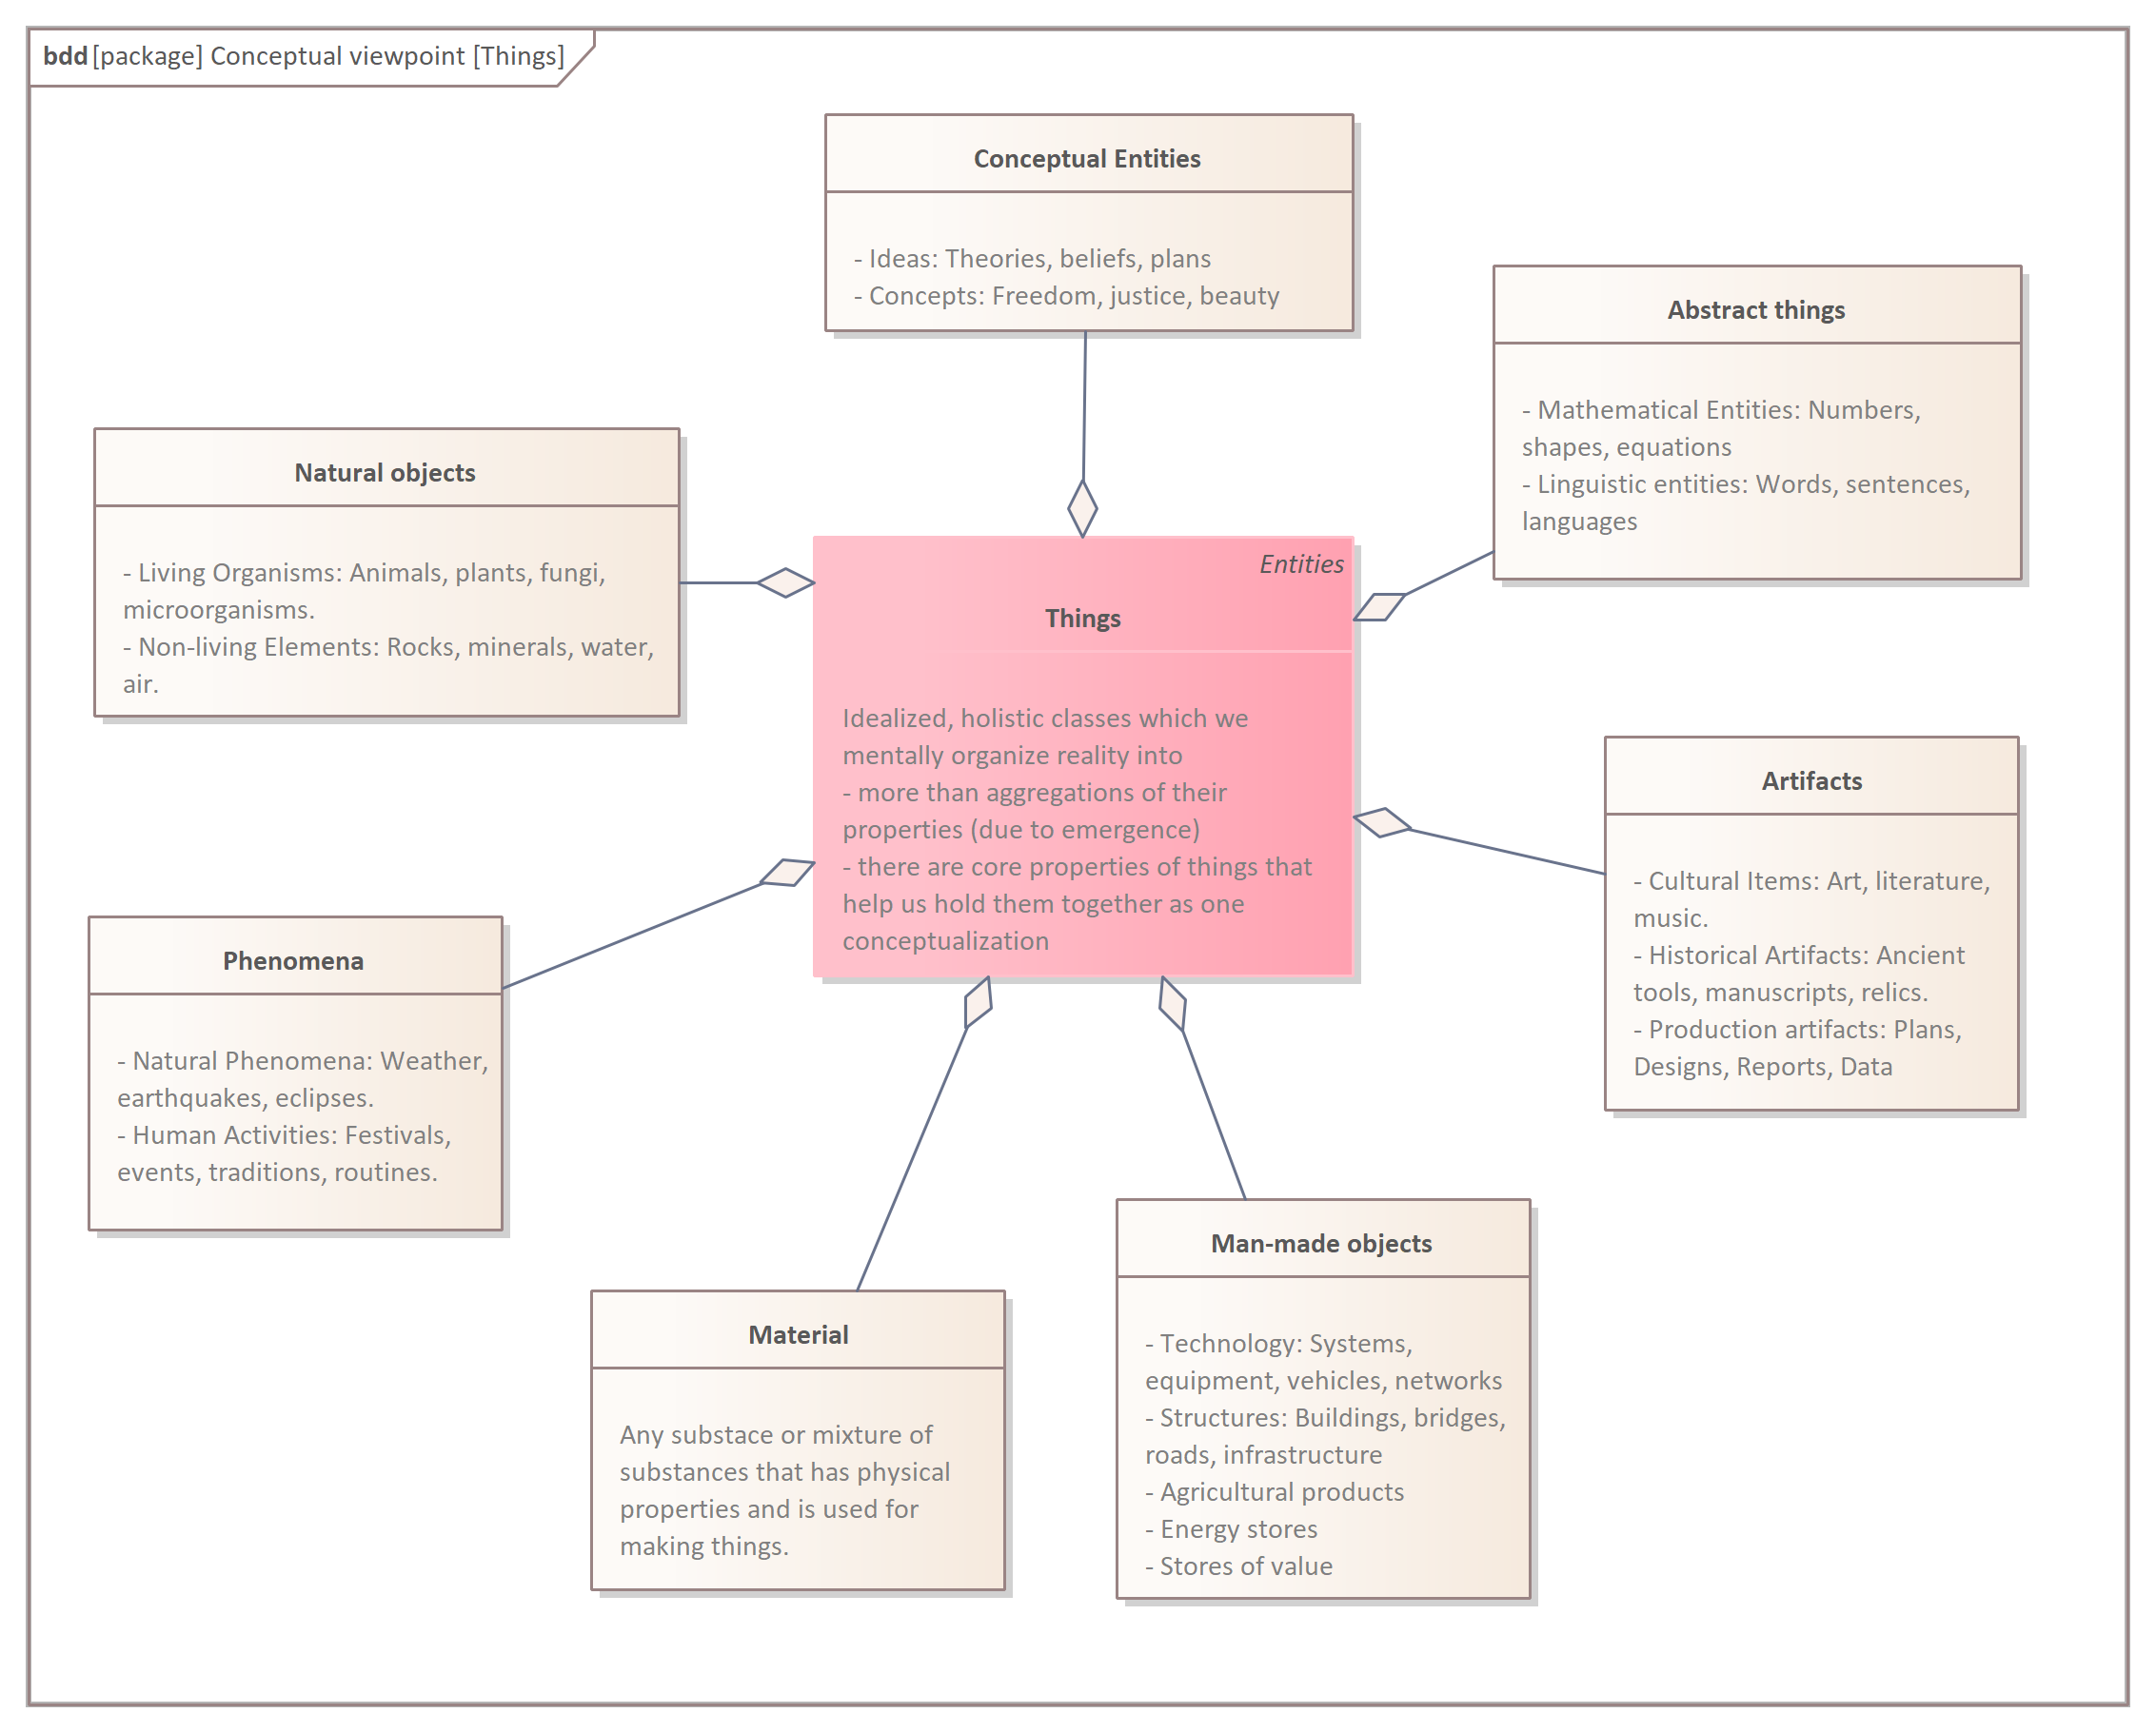 bdd [package] Conceptual viewpoint [Things]
Conceptual Entities
- Ideas: Theories, beliefs, plans
- Concepts: Freedom, justice, beauty
Abstract things
- Mathematical Entities: Numbers,
shapes, equations
- Linguistic entities: Words, sentences,
languages
Natural objects
- Living Organisms: Animals, plants, fungi,
microorganisms.
- Non-living Elements: Rocks, minerals, water,
air.
Entities
Things
Idealized, holistic classes which we
mentally organize reality into
- more than aggregations of their
properties (due to emergence)
- there are core properties of things that
help us hold them together as one
conceptualization
Artifacts
- Cultural Items: Art, literature,
music.
- Historical Artifacts: Ancient
tools, manuscripts, relics.
- Production artifacts: Plans,
Designs, Reports, Data
Phenomena
- Natural Phenomena: Weather,
earthquakes, eclipses.
- Human Activities: Festivals,
events, traditions, routines.
Material
Any substace or mixture of
substances that has physical
properties and is used for
making things.
Man-made objects
- Technology: Systems,
equipment, vehicles, networks
- Structures: Buildings, bridges,
roads, infrastructure
- Agricultural products
- Energy stores
- Stores of value